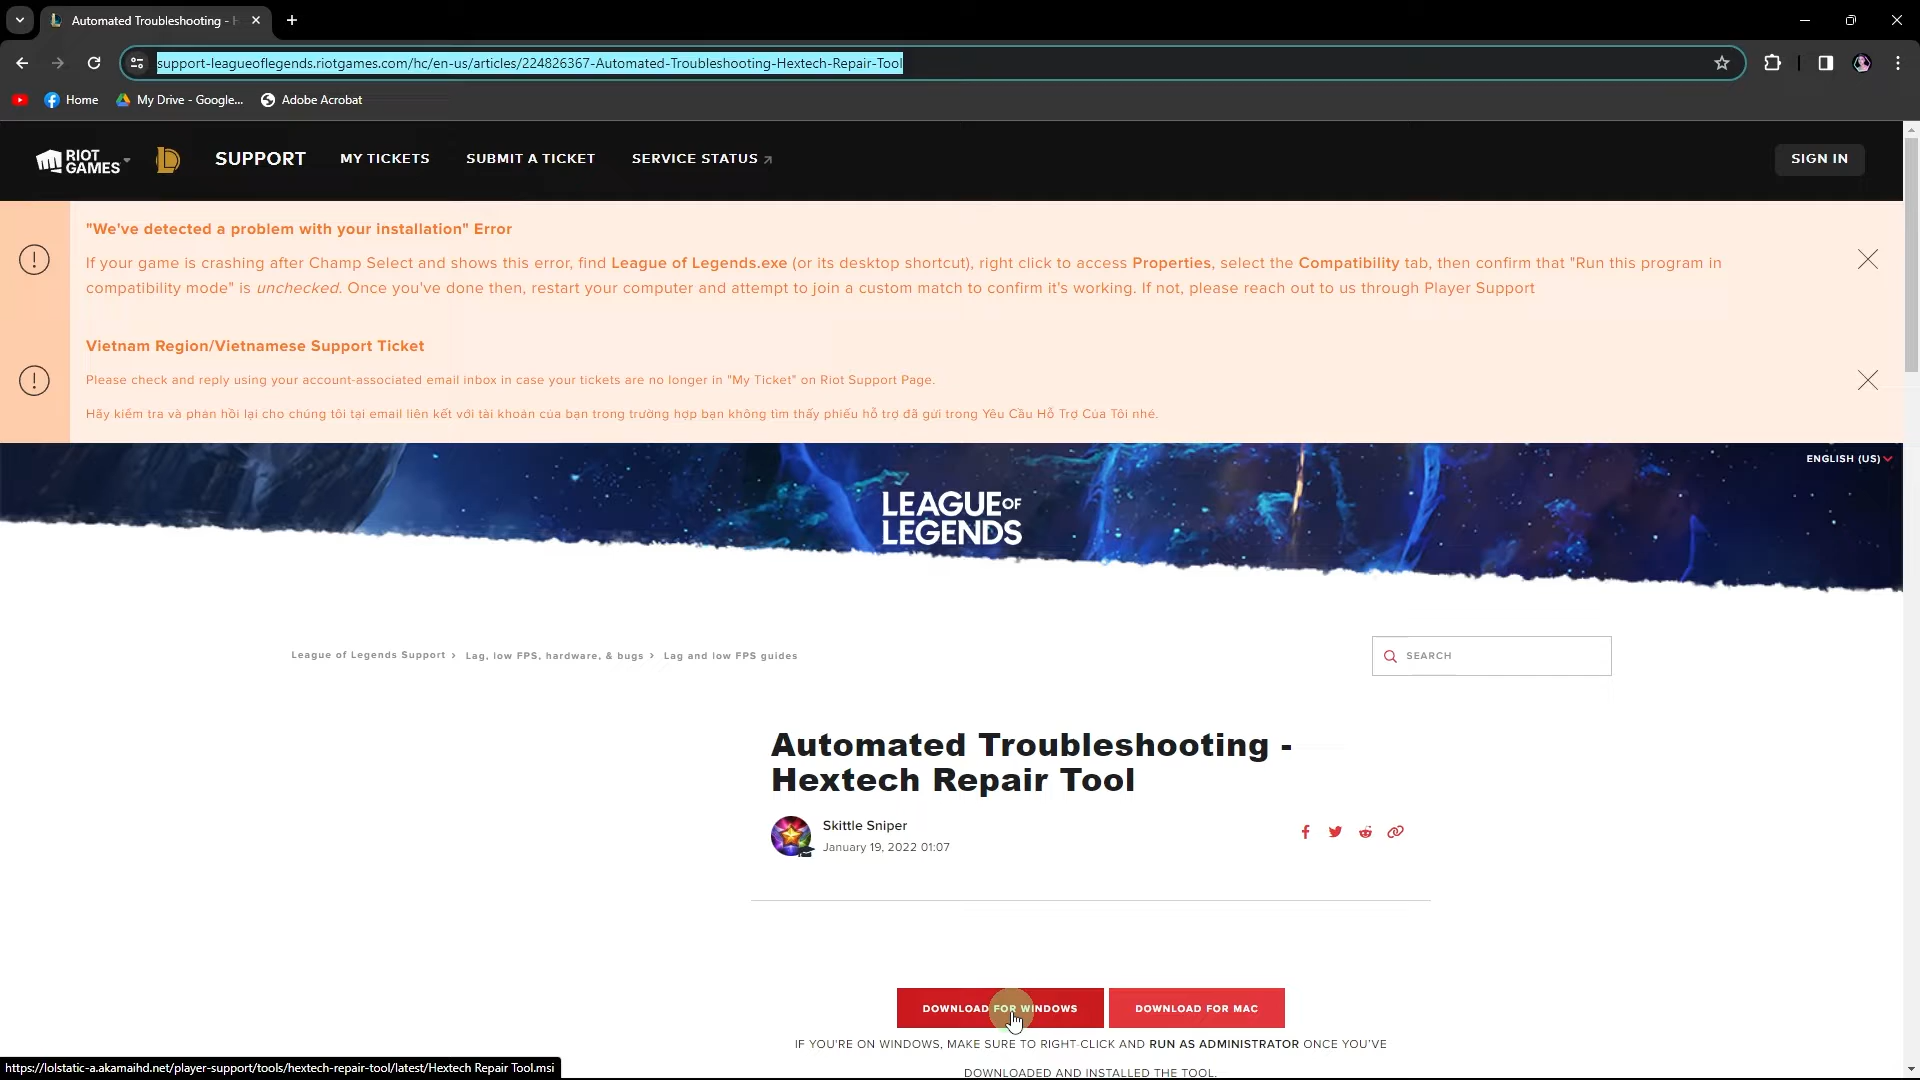 Automated Troubleshooting - H
support-leagueoflegends.riotgames.com/hc/en-us/articles/224826367-Automated-Troubleshooting-Hextech-Repair-Tool
Home
My Drive - Google...
Adobe Acrobat
RIOT GAMES
SUPPORT
MY TICKETS
SUBMIT A TICKET
SERVICE STATUS
SIGN IN
"We've detected a problem with your installation" Error
If your game is crashing after Champ Select and shows this error, find League of Legends.exe (or its desktop shortcut), right click to access Properties, select the Compatibility tab, then confirm that "Run this program in
compatibility mode" is unchecked. Once you've done then, restart your computer and attempt to join a custom match to confirm it's working. If not, please reach out to us through Player Support
Vietnam Region/Vietnamese Support Ticket
Please check and reply using your account-associated email inbox in case your tickets are no longer in "My Ticket" on Riot Support Page.
Hãy kiểm tra và phản hồi lại cho chúng tôi tại email liên kết với tài khoản của bạn trong trường hợp bạn không tìm thấy phiếu hỗ trợ đã gửi trong Yêu Cầu Hỗ Trợ Của Tôi nhé.
ENGLISH (US)
LEAGUE OF
LEGENDS
League of Legends Support > Lag, low FPS, hardware, & bugs > Lag and low FPS guides
SEARCH
Automated Troubleshooting -
Hextech Repair Tool
Skittle Sniper
January 19, 2022 01:07
DOWNLOAD FOR WINDOWS
DOWNLOAD FOR MAC
IF YOU'RE ON WINDOWS, MAKE SURE TO RIGHT-CLICK AND RUN AS ADMINISTRATOR ONCE YOU'VE
DOWNLOADED AND INSTALLED THE TOOL.
https://lolstatic-a.akamaihd.net/player-support/tools/hextech-repair-tool/latest/Hextech Repair Tool.msi